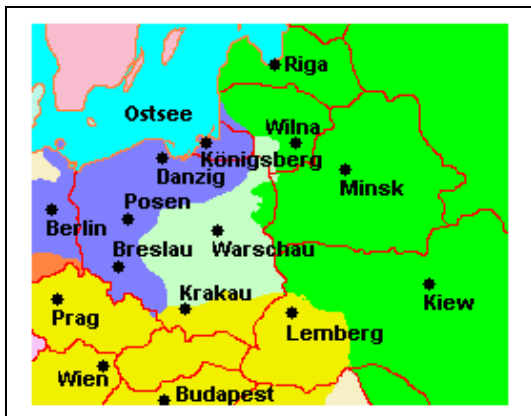 Riga
Ostsee
Wilna
Königsberg
Danzig
Minsk
Posen
Berlin
Warschau
Breslau
Krakau
Kiew
Prag
Lemberg
Wien
Budapest